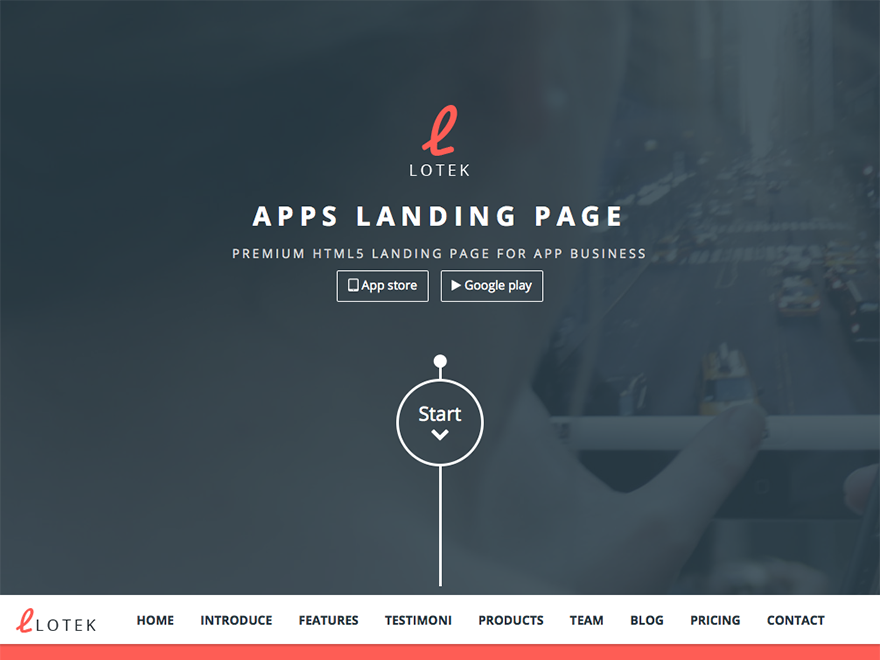 LOTEK
APPS LANDING PAGE
PREMIUM HTML5 LANDING PAGE FOR APP BUSINESS
App store Google play
Start
LOTEK HOME INTRODUCE FEATURES TESTIMONI PRODUCTS TEAM BLOG PRICING CONTACT